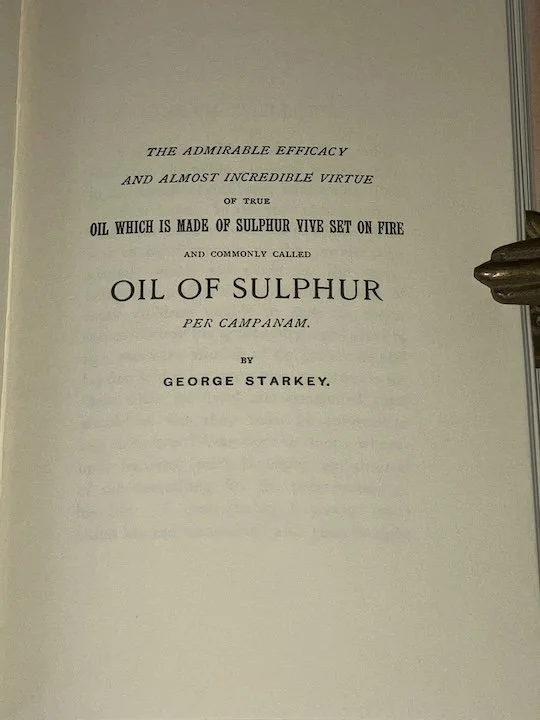 THE ADMIRABLE EFFICACY
AND ALMOST INCREDIBLE VIRTUE
OF TRUE
OIL WHICH IS MADE OF SULPHUR VIVE SET ON FIRE
AND COMMONLY CALLED
OIL OF SULPHUR
PER CAMPANAM.
BY
GEORGE STARKEY.